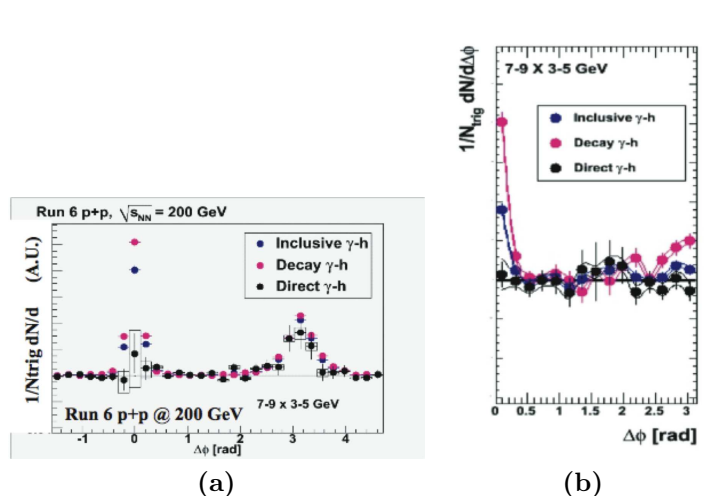 Run 6 p+p, √sNN = 200 GeV
1/Ntrig dN/d (A.U.)
Inclusive γ-h
Decay γ-h
Direct γ-h
Run 6 p+p @ 200 GeV
7-9 x 3-5 GeV
-1 0 1 2 3 4
Δϕ [rad]
(a)
1/Ntrig dN/dΔϕ
7-9 X 3-5 GeV
Inclusive γ-h
Decay γ-h
Direct γ-h
0 0.5 1 1.5 2 2.5 3
Δϕ [rad]
(b)